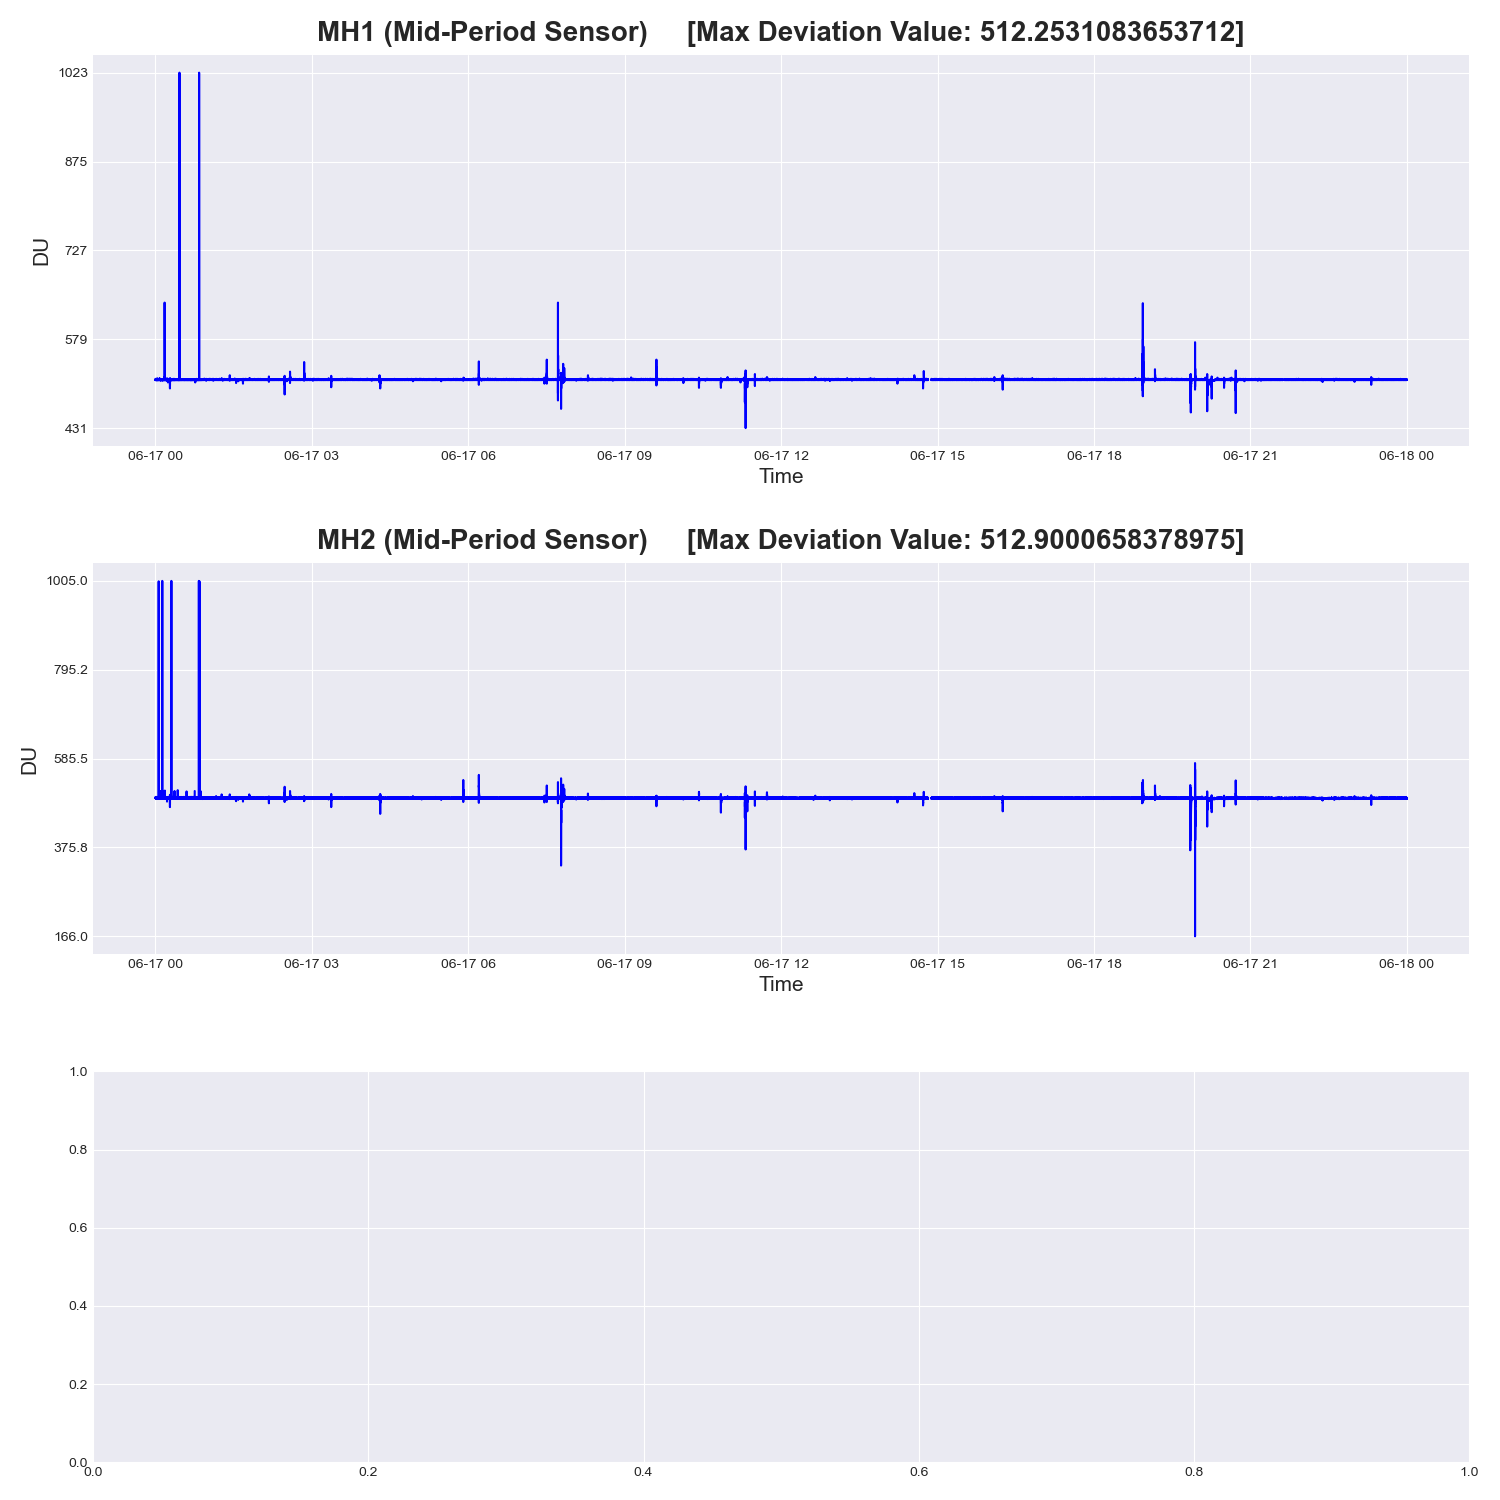 MH1 (Mid-Period Sensor) [Max Deviation Value: 512.2531083653712]
1023
875
727
579
431
DU
06-17 00 06-17 03 06-17 06 06-17 09 06-17 12 06-17 15 06-17 18 06-17 21 06-18 00
Time
MH2 (Mid-Period Sensor) [Max Deviation Value: 512.9000658378975]
1005.0
795.2
585.5
375.8
166.0
DU
06-17 00 06-17 03 06-17 06 06-17 09 06-17 12 06-17 15 06-17 18 06-17 21 06-18 00
Time
1.0
0.8
0.6
0.4
0.2
0.0
0.0 0.2 0.4 0.6 0.8 1.0